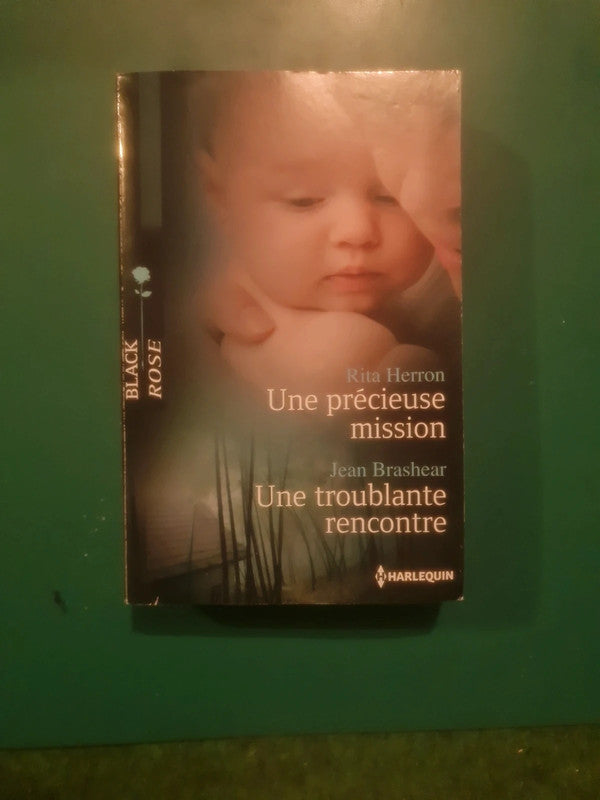 BLACK
ROSE
Rita Herron
Une précieuse
mission
Jean Brashear
Une troublante
rencontre
H HARLEQUIN